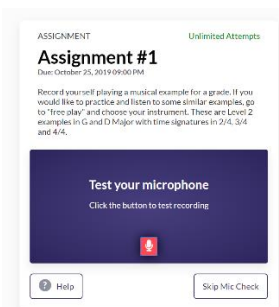 ASSIGNMENT
Unlimited Attempts
Assignment #1
Due: October 25, 2019 09:00 PM
Record yourself playing a musical example for a grade. If you
would like to practice and listen to some similar examples, go
to "free play" and choose your instrument. These are Level 2
examples in G and D Major with time signatures in 2/4, 3/4
and 4/4.
Test your microphone
Click the button to test recording
? Help
Skip Mic Check